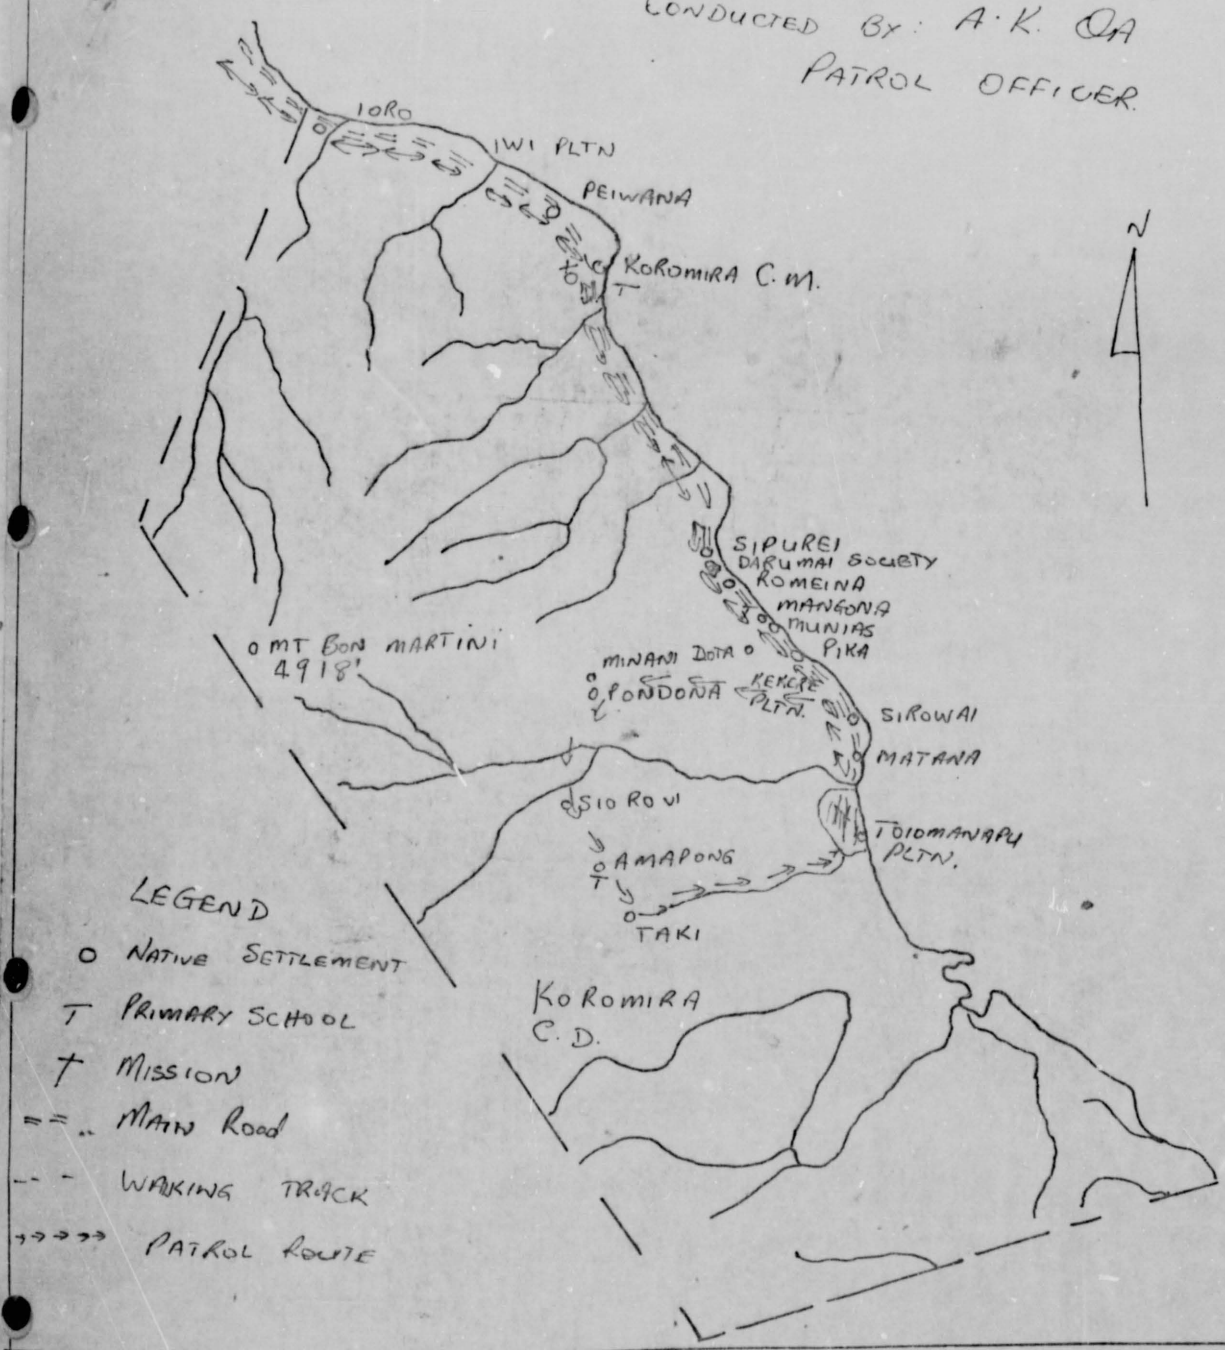 CONDUCTED BY: A.K. OA
PATROL OFFICER.
IORO
IWI PLTN
PEIWANA
KOROMIRA C.M.
T
N
SIPUREI
DARUMAI SOCIETY
ROMEINA
MANGONA
MUNIAS
PIKA
MINANI DOTA
KEKERE
PLTN.
PONDONA
MT BON MARTINI
4918'
SIROWAI
MATANA
SIOROVI
TOIOMANAPU
PLTN.
AMAPONG
T
TAKI
KOROMIRA
C.D.
LEGEND
NATIVE SETTLEMENT
T PRIMARY SCHOOL
MISSION
MAIN ROAD
WAKING TRACK
PATROL ROUTE